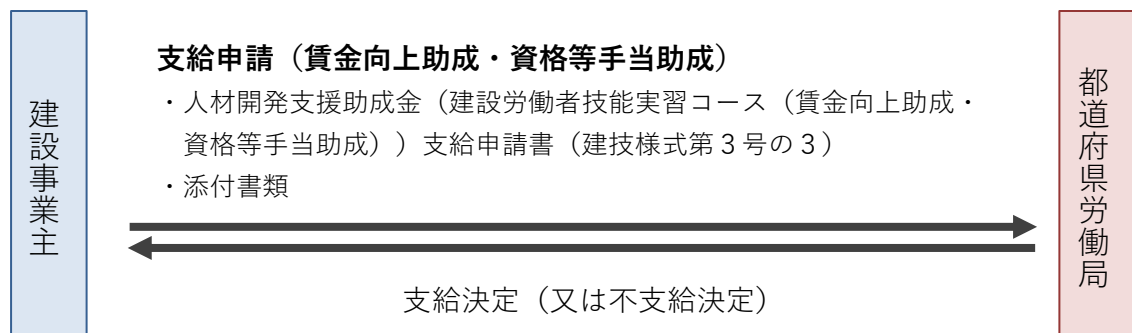 建設事業主
支給申請（賃金向上助成・資格等手当助成）
・人材開発支援助成金（建設労働者技能実習コース（賃金向上助成・
資格等手当助成））支給申請書（建技様式第３号の３）
・添付書類
支給決定（又は不支給決定）
都道府県労働局